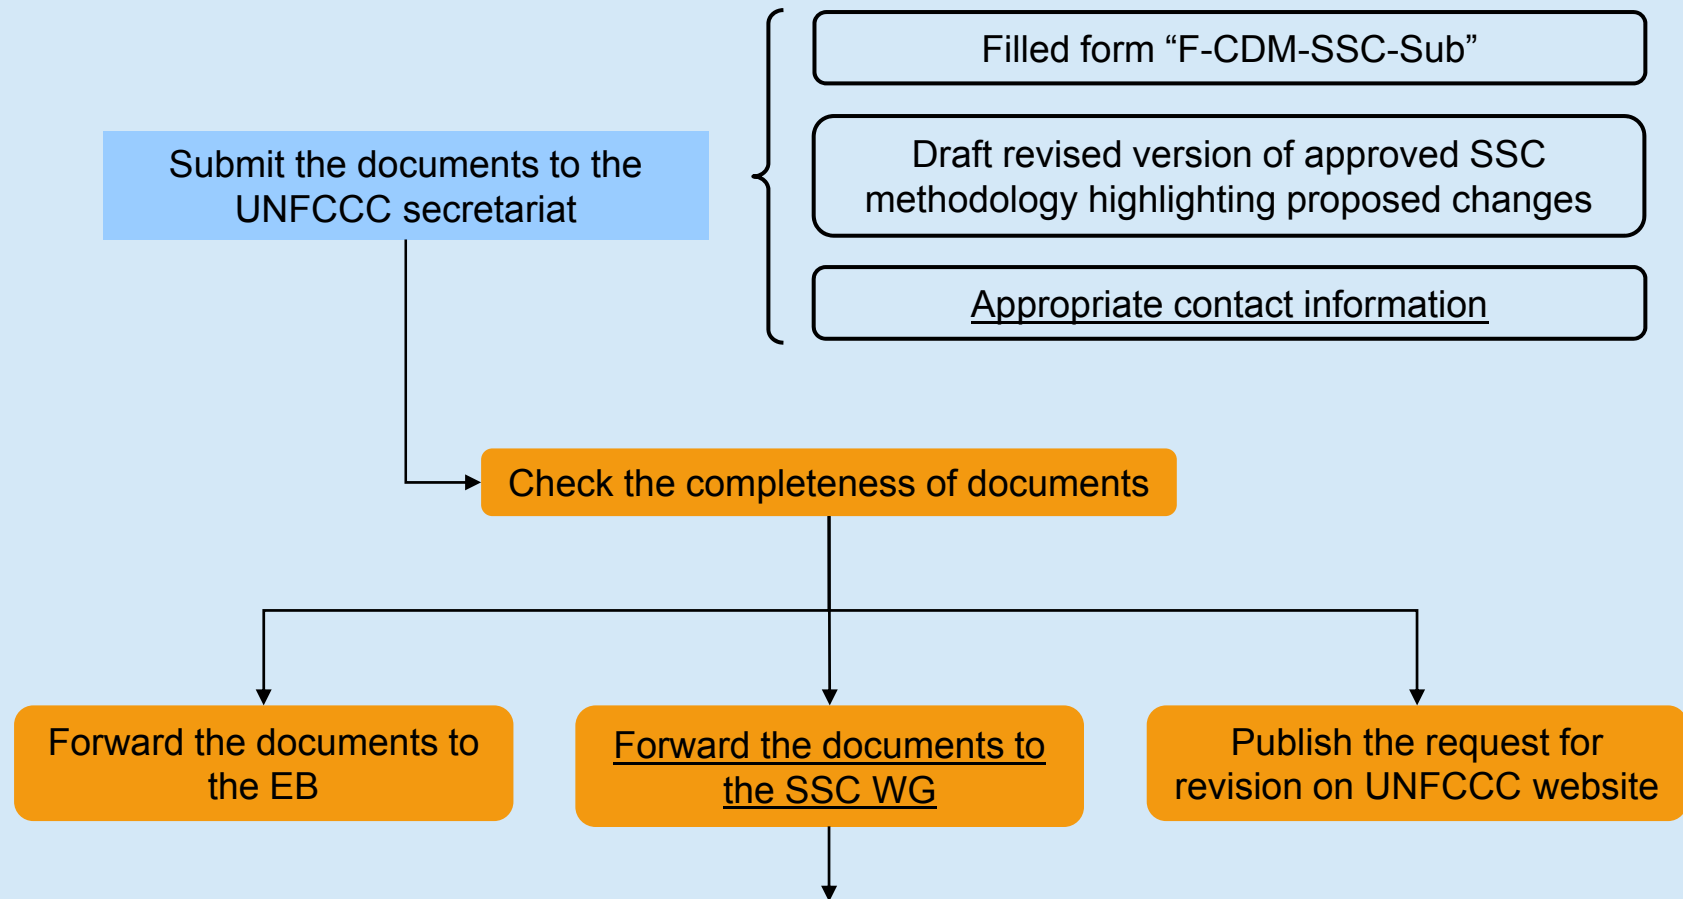 Filled form “F-CDM-SSC-Sub”
Submit the documents to the
UNFCCC secretariat
Draft revised version of approved SSC
methodology highlighting proposed changes
Appropriate contact information
Check the completeness of documents
Forward the documents to
the EB
Forward the documents to
the SSC WG
Publish the request for
revision on UNFCCC website